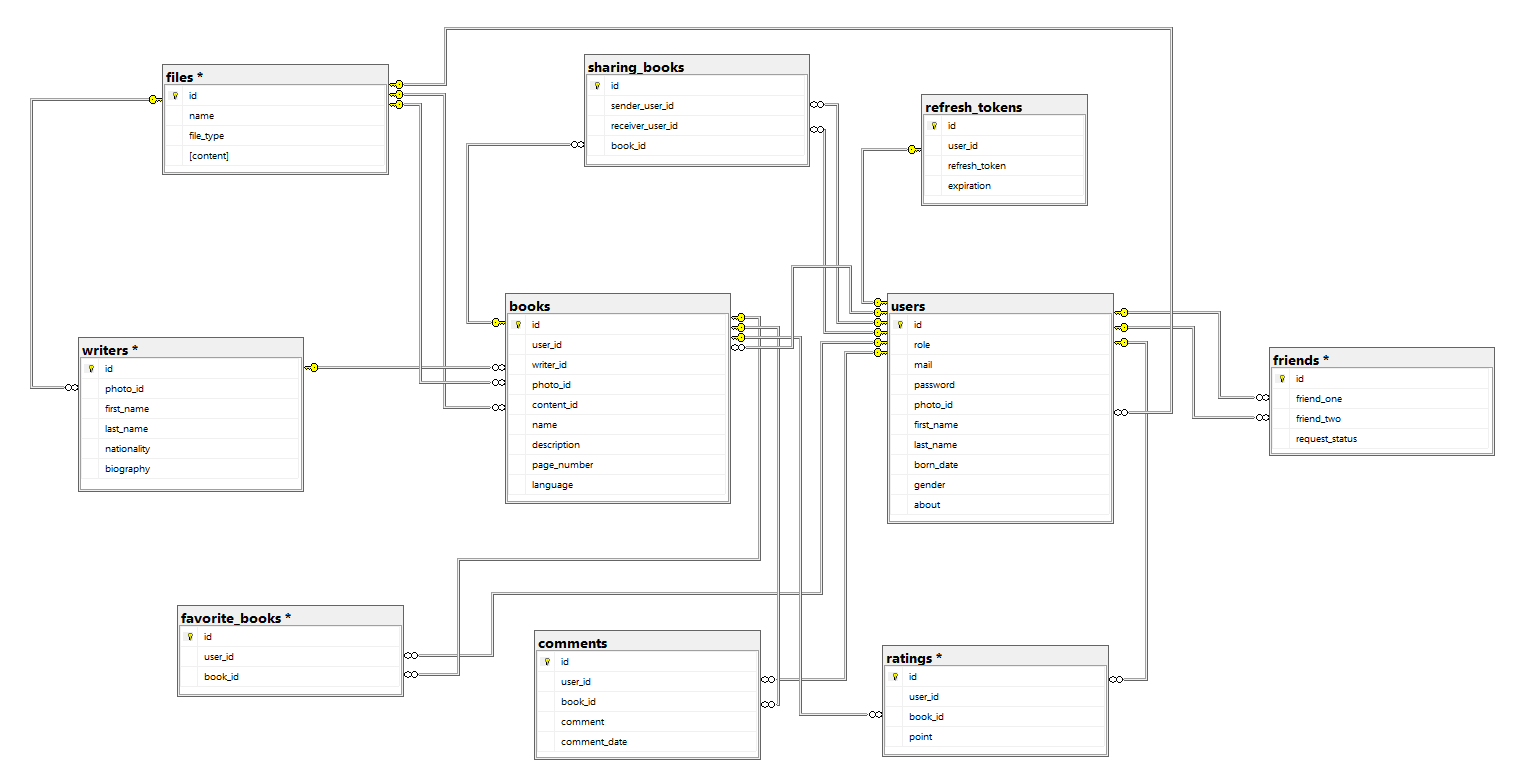 files *
id
name
file_type
[content]
sharing_books
id
sender_user_id
receiver_user_id
book_id
refresh_tokens
id
user_id
refresh_token
expiration
writers *
id
photo_id
first_name
last_name
nationality
biography
books
id
user_id
writer_id
photo_id
content_id
name
description
page_number
language
users
id
role
mail
password
photo_id
first_name
last_name
born_date
gender
about
friends *
id
friend_one
friend_two
request_status
favorite_books *
id
user_id
book_id
comments
id
user_id
book_id
comment
comment_date
ratings *
id
user_id
book_id
point